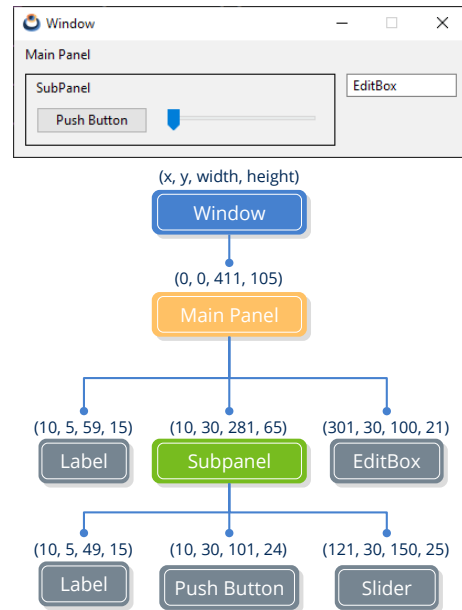 Window
Main Panel
SubPanel
EditBox
Push Button
(x, y, width, height)
Window
(0, 0, 411, 105)
Main Panel
(10, 5, 59, 15) (10, 30, 281, 65) (301, 30, 100, 21)
Label Subpanel EditBox
(10, 5, 49, 15) (10, 30, 101, 24) (121, 30, 150, 25)
Label Push Button Slider